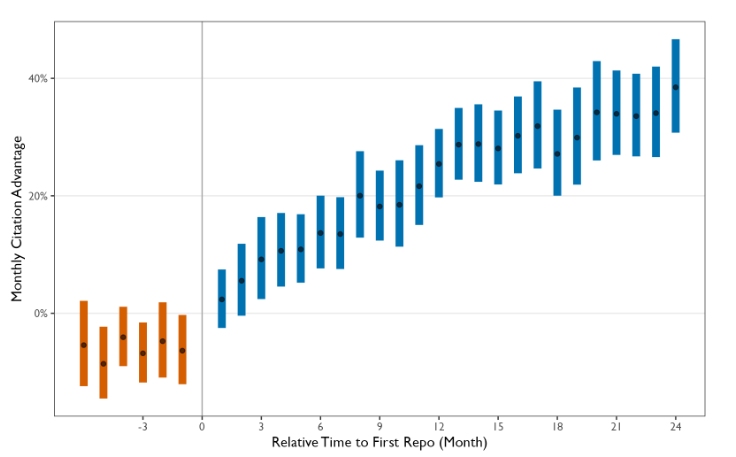 Monthly Citation Advantage
40%
20%
0%
-3 0 3 6 9 12 15 18 21 24
Relative Time to First Repo (Month)